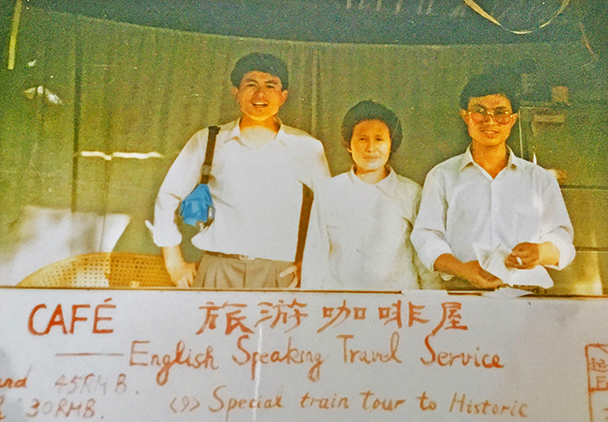 CAFÉ 旅游咖啡屋
— English Speaking Travel Service
and 45RMB.
30RMB. <9> Special train tour to Historic